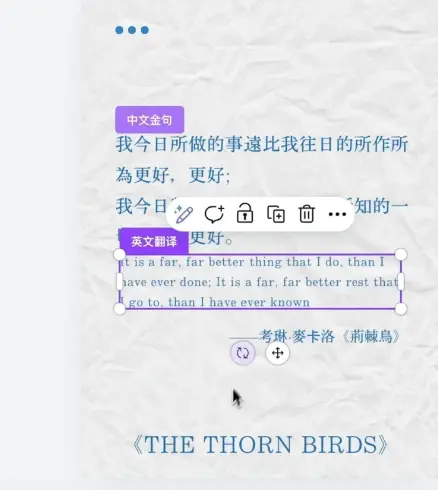 中文金句
我今日所做的事遠比我往日的所作所
為更好，更好;
我今日 知的一
英文翻译
更好。
It is a far, far better thing that I do, than I
have ever done; It is a far, far better rest that
I go to, than I have ever known
——考琳·麥卡洛《荊棘鳥》
《THE THORN BIRDS》